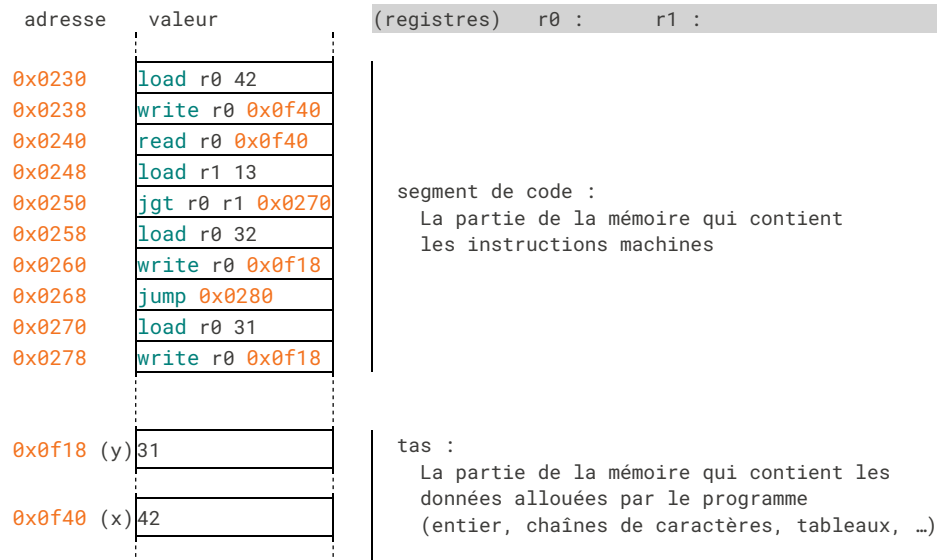 adresse valeur (registres) r0 : r1 :
0x0230 load r0 42
0x0238 write r0 0x0f40
0x0240 read r0 0x0f40
0x0248 load r1 13
0x0250 jgt r0 r1 0x0270
0x0258 load r0 32
0x0260 write r0 0x0f18
0x0268 jump 0x0280
0x0270 load r0 31
0x0278 write r0 0x0f18
segment de code :
La partie de la mémoire qui contient
les instructions machines
0x0f18 (y) 31
0x0f40 (x) 42
tas :
La partie de la mémoire qui contient les
données allouées par le programme
(entier, chaînes de caractères, tableaux, …)